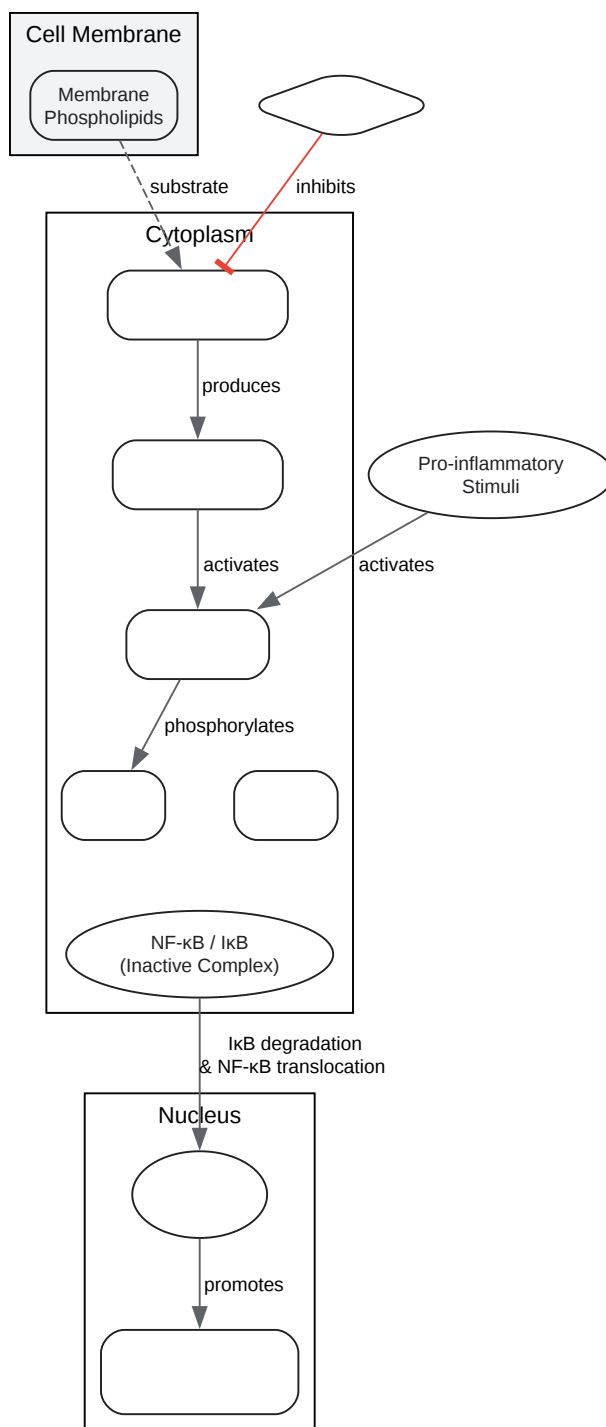 Cell Membrane
Membrane
Phospholipids
substrate
inhibits
Cytoplasm
produces
Pro-inflammatory
Stimuli
activates
activates
phosphorylates
NF-κB / IκB
(Inactive Complex)
IκB degradation
& NF-κB translocation
Nucleus
promotes